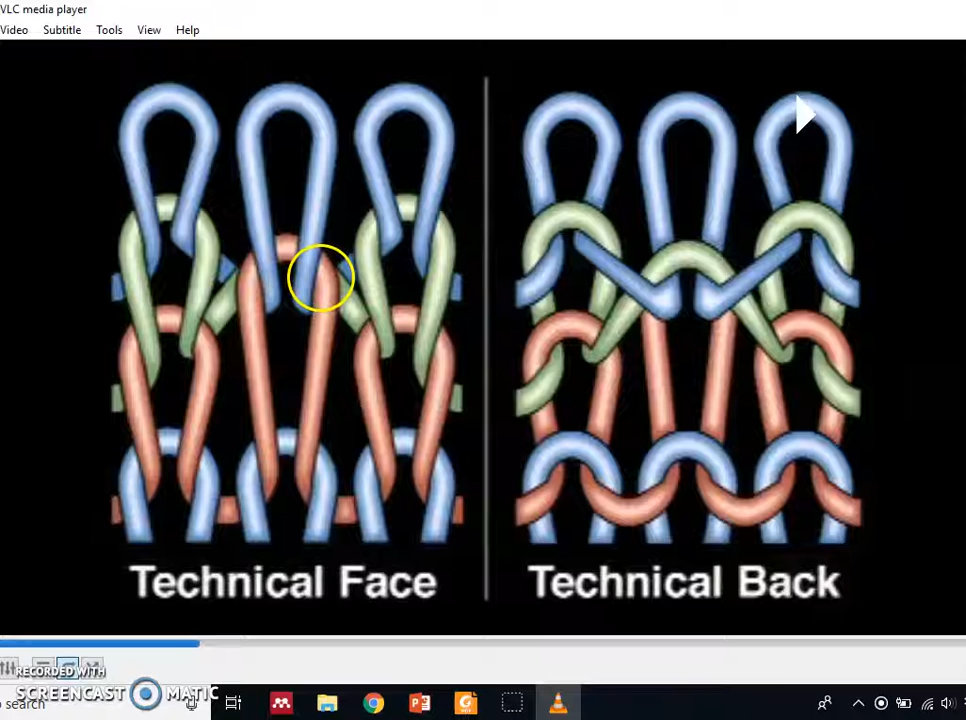 VLC media player
Video Subtitle Tools View Help
Technical Face
Technical Back
RECORDED WITH
SCREENCAST MATIC
search